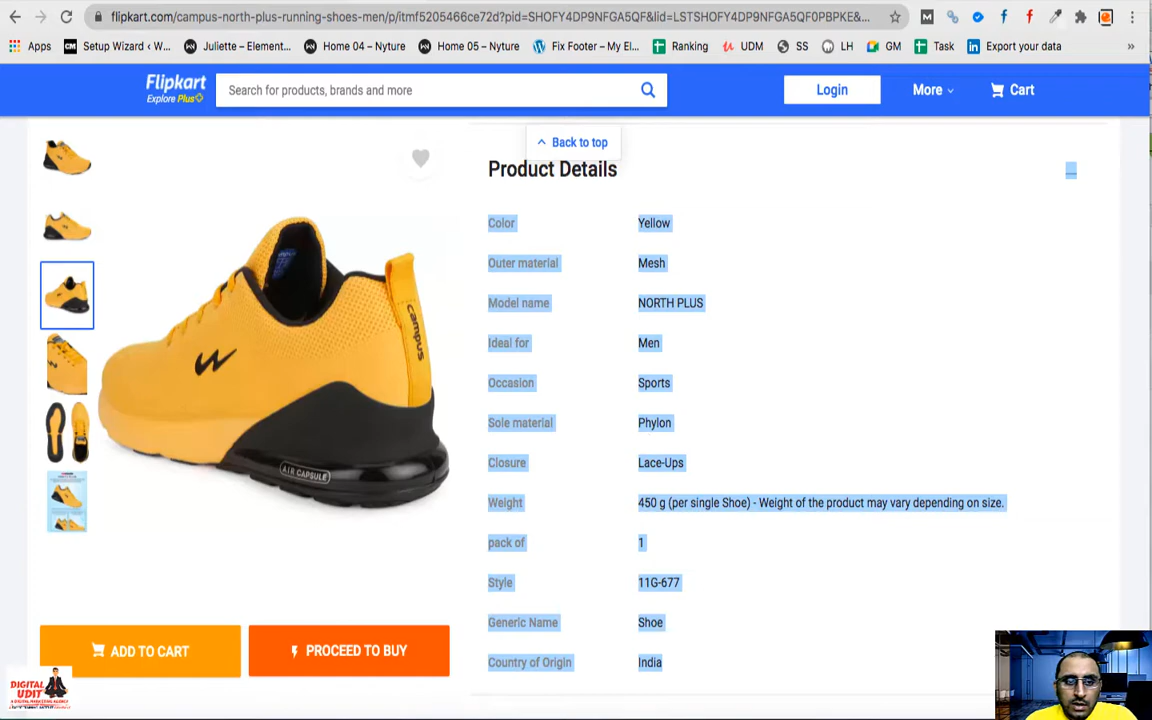 flipkart.com/campus-north-plus-running-shoes-men/p/itmf5205466ce72d?pid=SHOFY4DP9NFGA5QF&lid=LSTSHOFY4DP9NFGA5QF0PBPKE&...
Apps
Setup Wizard ‹ W...
Juliette – Element...
Home 04 – Nyture
Home 05 – Nyture
Fix Footer – My El...
Ranking
UDM
SS
LH
GM
Task
Export your data
»
Flipkart
Explore Plus
Search for products, brands and more
Login
More
Cart
Back to top
Product Details
Color Yellow
Outer material Mesh
Model name NORTH PLUS
Ideal for Men
Occasion Sports
Sole material Phylon
Closure Lace-Ups
Weight 450 g (per single Shoe) - Weight of the product may vary depending on size.
pack of 1
Style 11G-677
Generic Name Shoe
Country of Origin India
campus
AIR CAPSULE
ADD TO CART
PROCEED TO BUY
DIGITAL
UDIT